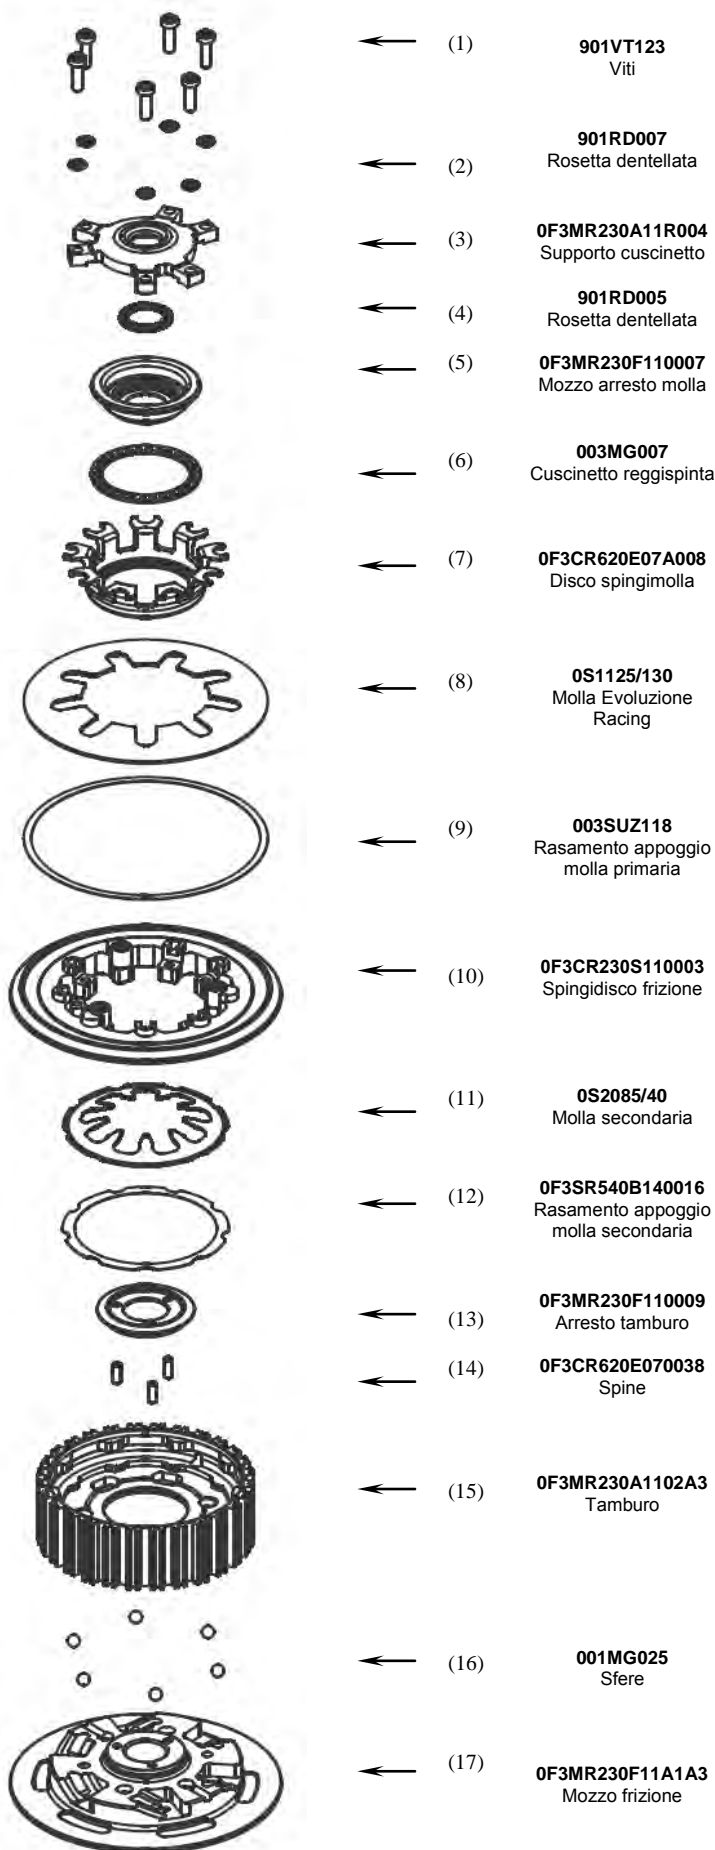 (1) 901VT123
Viti
901RD007
(2) Rosetta dentellata
(3) 0F3MR230A11R004
Supporto cuscinetto
901RD005
(4) Rosetta dentellata
(5) 0F3MR230F110007
Mozzo arresto molla
(6) 003MG007
Cuscinetto reggispinta
(7) 0F3CR620E07A008
Disco spingimolla
(8) 0S1125/130
Molla Evoluzione
Racing
(9) 003SUZ118
Rasamento appoggio
molla primaria
(10) 0F3CR230S110003
Spingidisco frizione
(11) 0S2085/40
Molla secondaria
(12) 0F3SR540B140016
Rasamento appoggio
molla secondaria
0F3MR230F110009
(13) Arresto tamburo
(14) 0F3CR620E070038
Spine
(15) 0F3MR230A1102A3
Tamburo
(16) 001MG025
Sfere
(17) 0F3MR230F11A1A3
Mozzo frizione